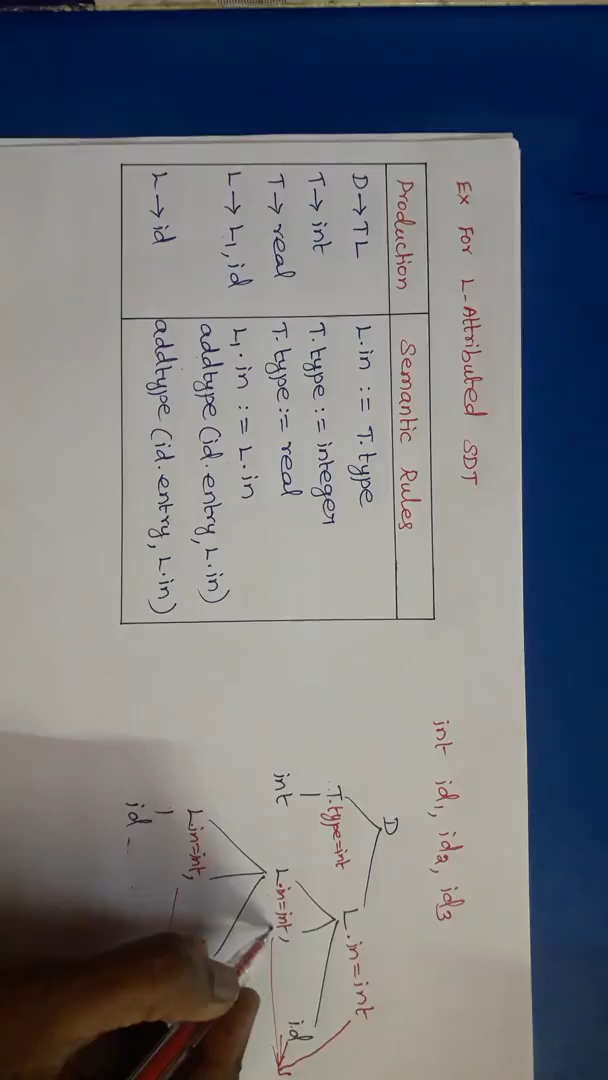 Ex For L-Attributed SDT
Production Semantic Rules
D → TL L.in := T.type
T → int T.type := integer
T → real T.type := real
L → L1, id L1.in := L.in
addtype (id.entry, L.in)
L → id addtype (id.entry, L.in)
int id1, id2, id3
D
T.type=int L.in=int
int L.in=int, id
L.in=int,
id